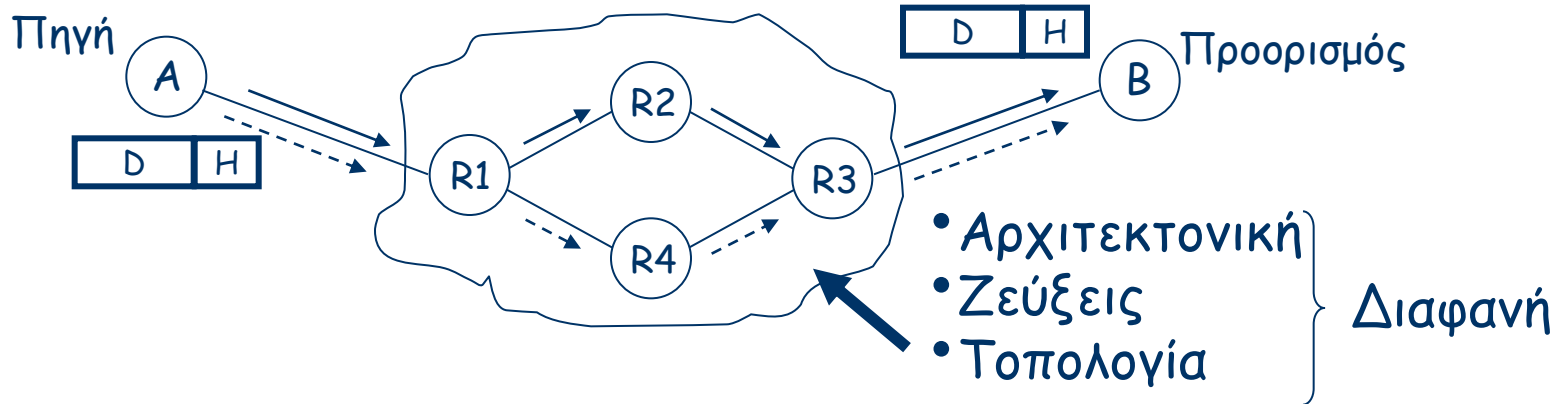 Πηγή
A
D H
R1
R2
R4
R3
D H
B
Προορισμός
• Αρχιτεκτονική
• Ζεύξεις
• Τοπολογία
Διαφανή